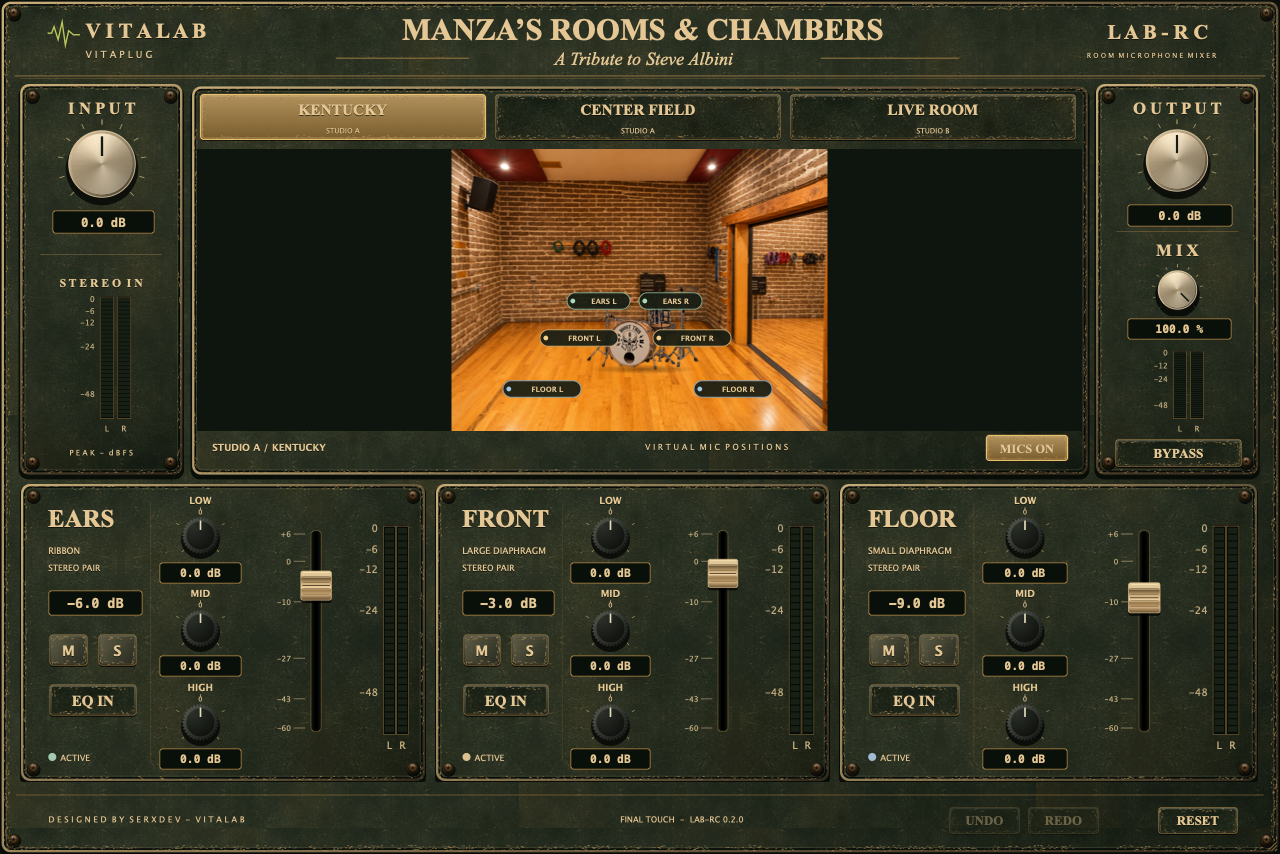 VITALAB
VITAPLUG
MANZA'S ROOMS & CHAMBERS
A Tribute to Steve Albini
LAB-RC
ROOM MICROPHONE MIXER
INPUT
0.0 dB
STEREO IN
0
-6
-12
-24
-48
L R
PEAK - dBFS
KENTUCKY
STUDIO A
CENTER FIELD
STUDIO A
LIVE ROOM
STUDIO B
EARS L
EARS R
FRONT L
FRONT R
FLOOR L
FLOOR R
STUDIO A / KENTUCKY
VIRTUAL MIC POSITIONS
MICS ON
OUTPUT
0.0 dB
MIX
100.0 %
0
-12
-24
-48
L R
BYPASS
EARS
RIBBON
STEREO PAIR
-6.0 dB
M S
EQ IN
ACTIVE
LOW
0.0 dB
MID
0.0 dB
HIGH
0.0 dB
+6
0
-10
-27
-43
-60
0
-6
-12
-24
-48
L R
FRONT
LARGE DIAPHRAGM
STEREO PAIR
-3.0 dB
M S
EQ IN
ACTIVE
LOW
0.0 dB
MID
0.0 dB
HIGH
0.0 dB
+6
0
-10
-27
-43
-60
0
-6
-12
-24
-48
L R
FLOOR
SMALL DIAPHRAGM
STEREO PAIR
-9.0 dB
M S
EQ IN
ACTIVE
LOW
0.0 dB
MID
0.0 dB
HIGH
0.0 dB
+6
0
-10
-27
-43
-60
0
-6
-12
-24
-48
L R
DESIGNED BY SERXDEV - VITALAB
FINAL TOUCH - LAB-RC 0.2.0
UNDO
REDO
RESET